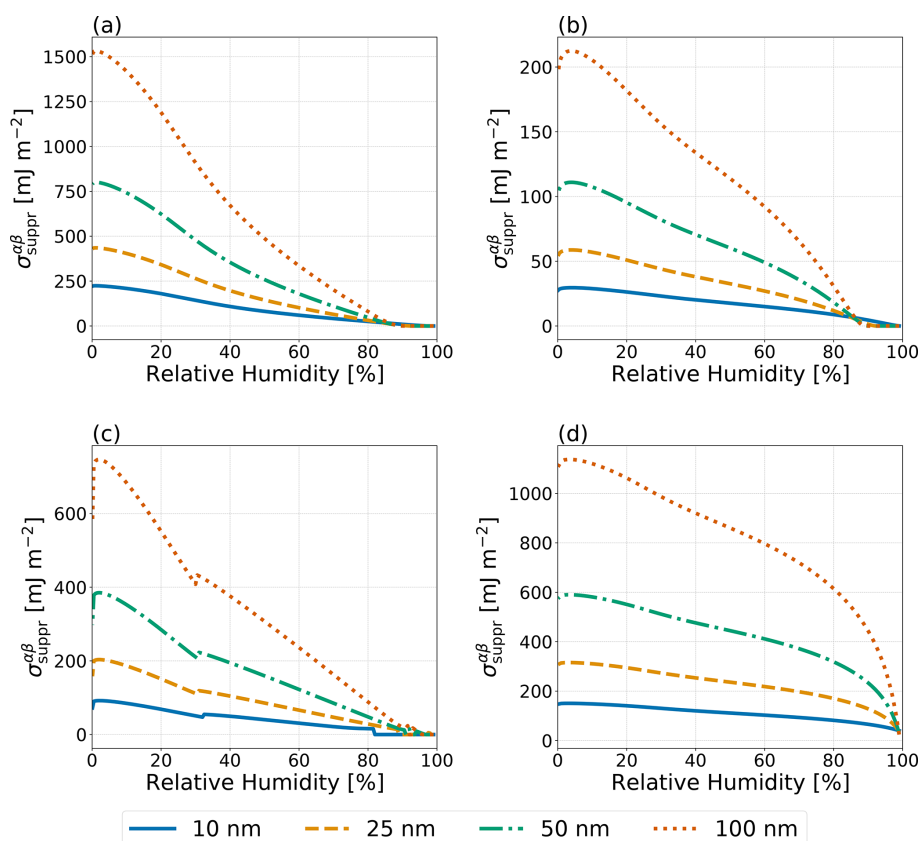 (a)
σ^{αβ}_{suppr} [mJ m^{−2}]
1500
1250
1000
750
500
250
0
0 20 40 60 80 100
Relative Humidity [%]
(b)
σ^{αβ}_{suppr} [mJ m^{−2}]
200
150
100
50
0
0 20 40 60 80 100
Relative Humidity [%]
(c)
σ^{αβ}_{suppr} [mJ m^{−2}]
600
400
200
0
0 20 40 60 80 100
Relative Humidity [%]
(d)
σ^{αβ}_{suppr} [mJ m^{−2}]
1000
800
600
400
200
0
0 20 40 60 80 100
Relative Humidity [%]
10 nm 25 nm 50 nm 100 nm